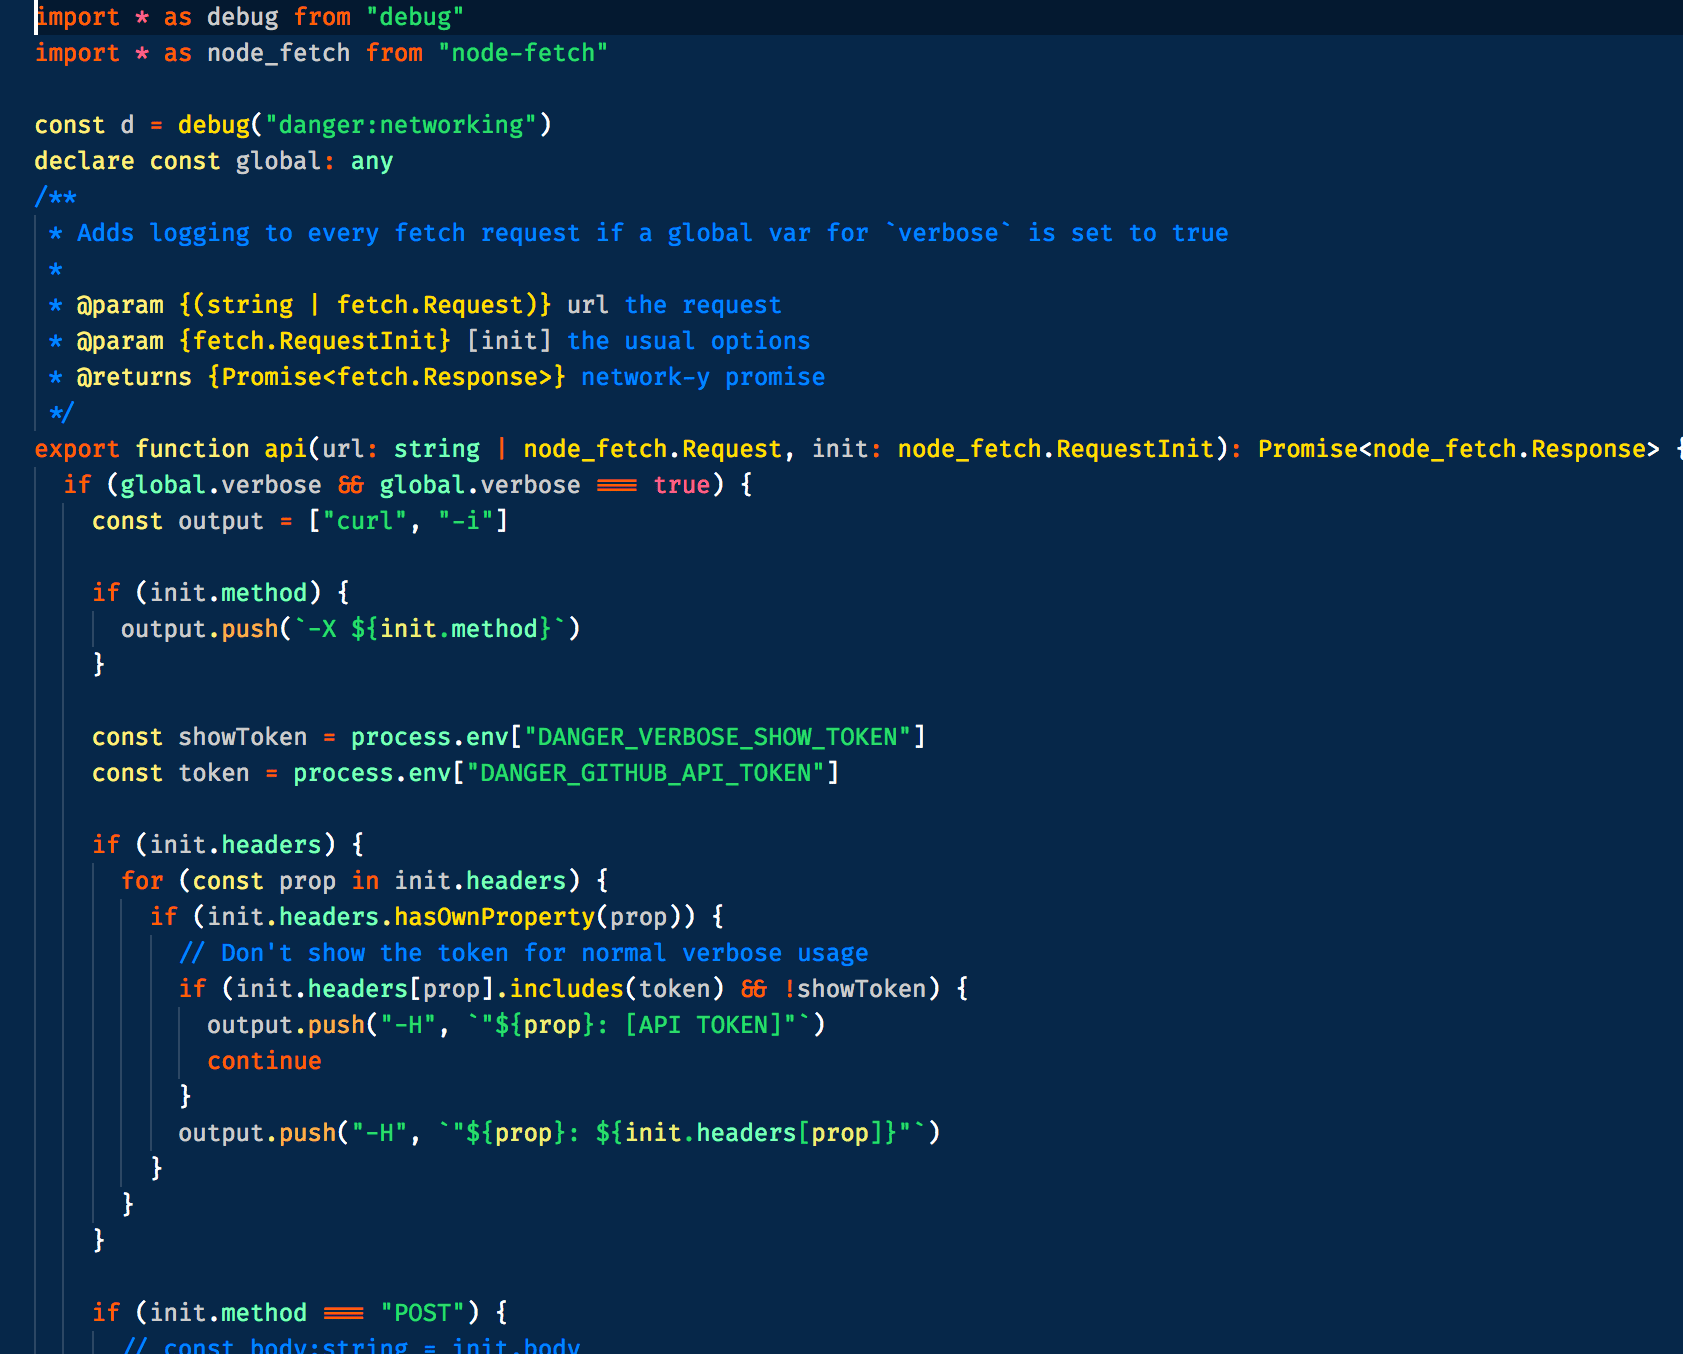 import * as debug from "debug"
import * as node_fetch from "node-fetch"

const d = debug("danger:networking")
declare const global: any
/**
 * Adds logging to every fetch request if a global var for `verbose` is set to true
 *
 * @param {(string | fetch.Request)} url the request
 * @param {fetch.RequestInit} [init] the usual options
 * @returns {Promise<fetch.Response>} network-y promise
 */
export function api(url: string | node_fetch.Request, init: node_fetch.RequestInit): Promise<node_fetch.Response> {
  if (global.verbose && global.verbose === true) {
    const output = ["curl", "-i"]

    if (init.method) {
      output.push(`-X ${init.method}`)
    }

    const showToken = process.env["DANGER_VERBOSE_SHOW_TOKEN"]
    const token = process.env["DANGER_GITHUB_API_TOKEN"]

    if (init.headers) {
      for (const prop in init.headers) {
        if (init.headers.hasOwnProperty(prop)) {
          // Don't show the token for normal verbose usage
          if (init.headers[prop].includes(token) && !showToken) {
            output.push("-H", `"${prop}: [API TOKEN]"`)
            continue
          }
          output.push("-H", `"${prop}: ${init.headers[prop]}"`)
        }
      }
    }

    if (init.method === "POST") {
      // const body:string = init.body